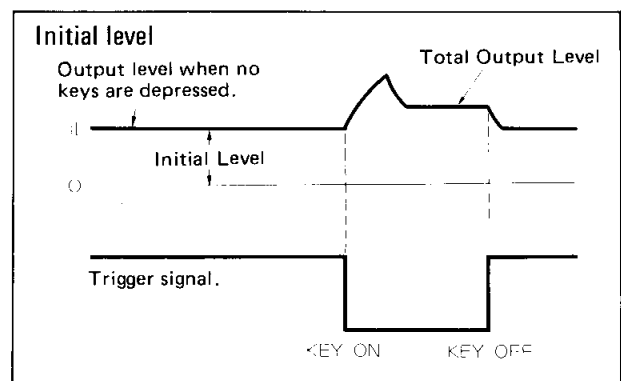 Initial level
Output level when no
keys are depressed.
Total Output Level
Initial Level
0
Trigger signal.
KEY ON
KEY OFF